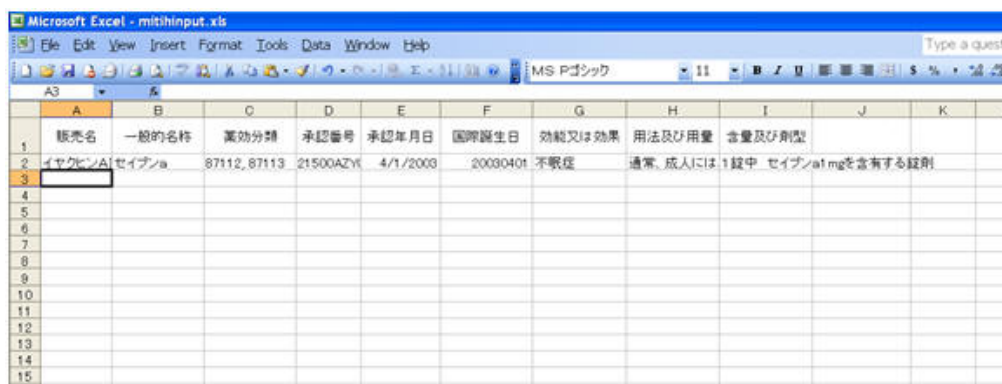 Microsoft Excel - mitihinput.xls
File Edit View Insert Format Tools Data Window Help
Type a quest
MS Pゴシック 11 B I U $ % ,
A3 fx
A B C D E F G H I J K
1 販売名 一般的名称 薬効分類 承認番号 承認年月日 国際誕生日 効能又は効果 用法及び用量 含量及び剤型
2 イヤクヒンA セイブンa 87112,87113 21500AZY 4/1/2003 20030401 不眠症 通常、成人には 1錠中 セイブンa1mgを含有する錠剤
3
4
5
6
7
8
9
10
11
12
13
14
15